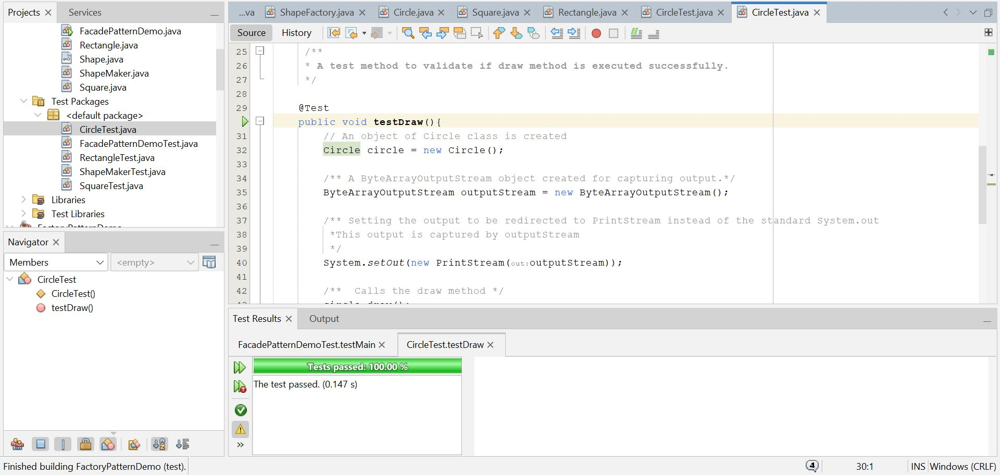 Projects
Services
FacadePatternDemo.java
Rectangle.java
Shape.java
ShapeMaker.java
Square.java
Test Packages
<default package>
CircleTest.java
FacadePatternDemoTest.java
RectangleTest.java
ShapeMakerTest.java
SquareTest.java
Libraries
Test Libraries
FactoryPatternDemo
Navigator
Members
<empty>
CircleTest
CircleTest()
testDraw()
...va
ShapeFactory.java
Circle.java
Square.java
Rectangle.java
CircleTest.java
CircleTest.java
Source
History
25 /**
26 * A test method to validate if draw method is executed successfully.
27 */
28
29 @Test
public void testDraw(){
31 // An object of Circle class is created
32 Circle circle = new Circle();
33
34 /** A ByteArrayOutputStream object created for capturing output.*/
35 ByteArrayOutputStream outputStream = new ByteArrayOutputStream();
36
37 /** Setting the output to be redirected to PrintStream instead of the standard System.out
38 *This output is captured by outputStream
39 */
40 System.setOut(new PrintStream(out:outputStream));
41
42 /** Calls the draw method */
circle.draw();
Test Results
Output
FacadePatternDemoTest.testMain
CircleTest.testDraw
Tests passed: 100.00 %
The test passed. (0.147 s)
Finished building FactoryPatternDemo (test).
4
30:1
INS
Windows (CRLF)